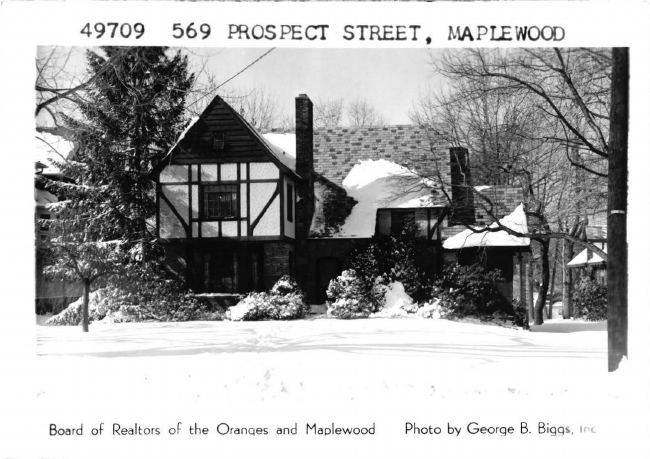 49709 569 PROSPECT STREET, MAPLEWOOD
Board of Realtors of the Oranges and Maplewood Photo by George B. Biggs, Inc